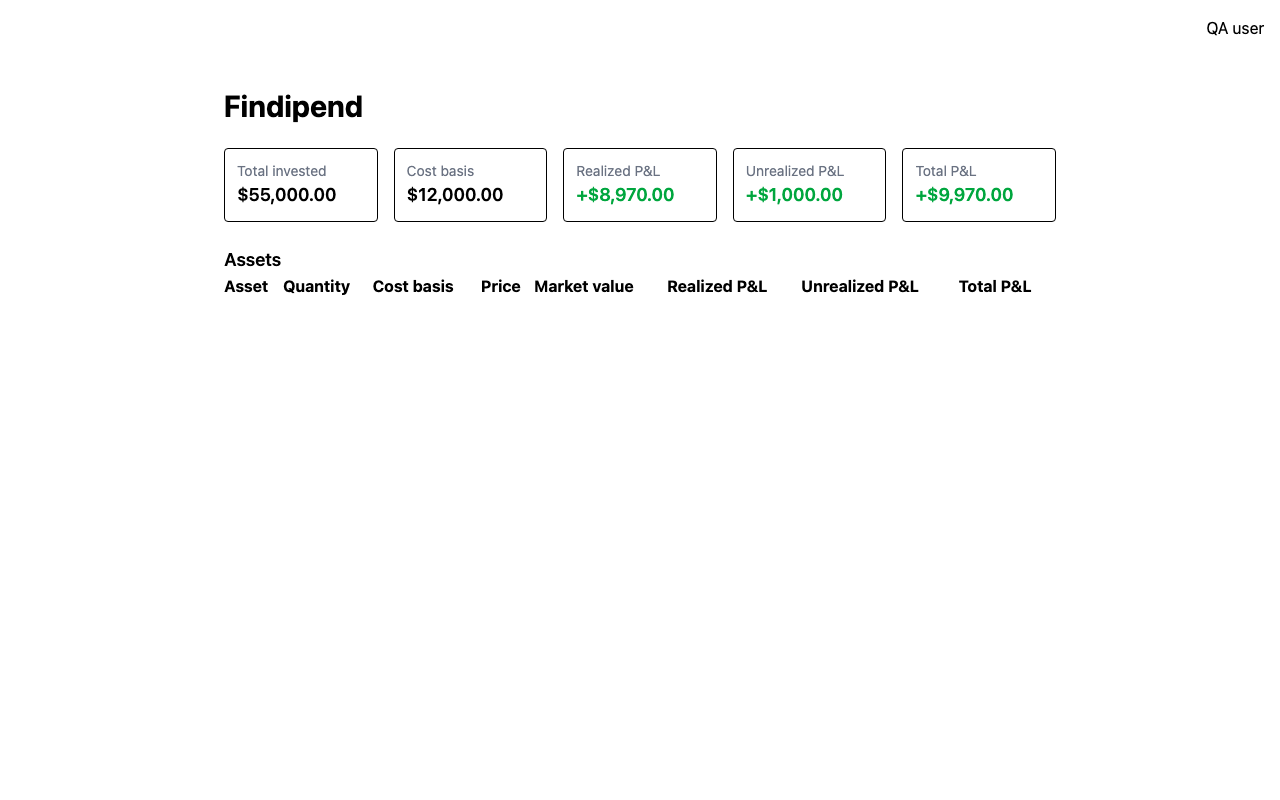 QA user
Findipend
Total invested
$55,000.00
Cost basis
$12,000.00
Realized P&L
+$8,970.00
Unrealized P&L
+$1,000.00
Total P&L
+$9,970.00
Assets
Asset Quantity Cost basis Price Market value Realized P&L Unrealized P&L Total P&L